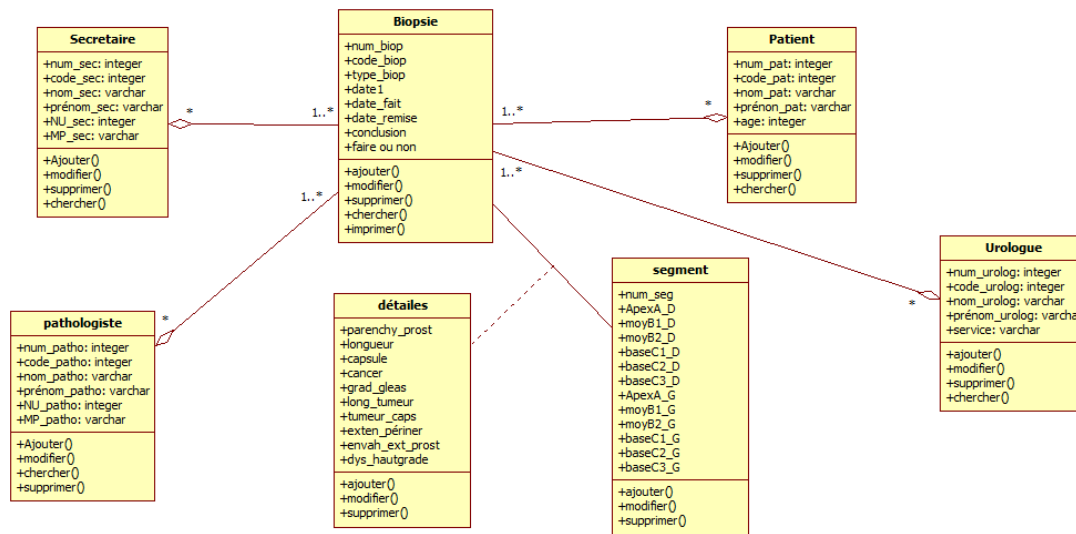 Secretaire
+num_sec: integer
+code_sec: integer
+nom_sec: varchar
+prénom_sec: varchar
+NU_sec: integer
+MP_sec: varchar
+Ajouter()
+modifier()
+supprimer()
+chercher()
*
1..*
Biopsie
+num_biop
+code_biop
+type_biop
+date1
+date_fait
+date_remise
+conclusion
+faire ou non
+ajouter()
+modifier()
+supprimer()
+chercher()
+imprimer()
1..*
*
Patient
+num_pat: integer
+code_pat: integer
+nom_pat: varchar
+prénon_pat: varchar
+age: integer
+Ajouter()
+modifier()
+supprimer()
+chercher()
1..*
*
1..*
*
pathologiste
+num_patho: integer
+code_patho: integer
+nom_patho: varchar
+prénom_patho: varchar
+NU_patho: integer
+MP_patho: varchar
+Ajouter()
+modifier()
+chercher()
+supprimer()
détailes
+parenchy_prost
+longueur
+capsule
+cancer
+grad_gleas
+long_tumeur
+tumeur_caps
+exten_périner
+envah_ext_prost
+dys_hautgrade
+ajouter()
+modifier()
+supprimer()
segment
+num_seg
+ApexA_D
+moyB1_D
+moyB2_D
+baseC1_D
+baseC2_D
+baseC3_D
+ApexA_G
+moyB1_G
+moyB2_G
+baseC1_G
+baseC2_G
+baseC3_G
+ajouter()
+modifier()
+supprimer()
Urologue
+num_urolog: integer
+code_urolog: integer
+nom_urolog: varchar
+prénom_urolog: varcha
+service: varchar
+ajouter()
+modifier()
+supprimer()
+chercher()